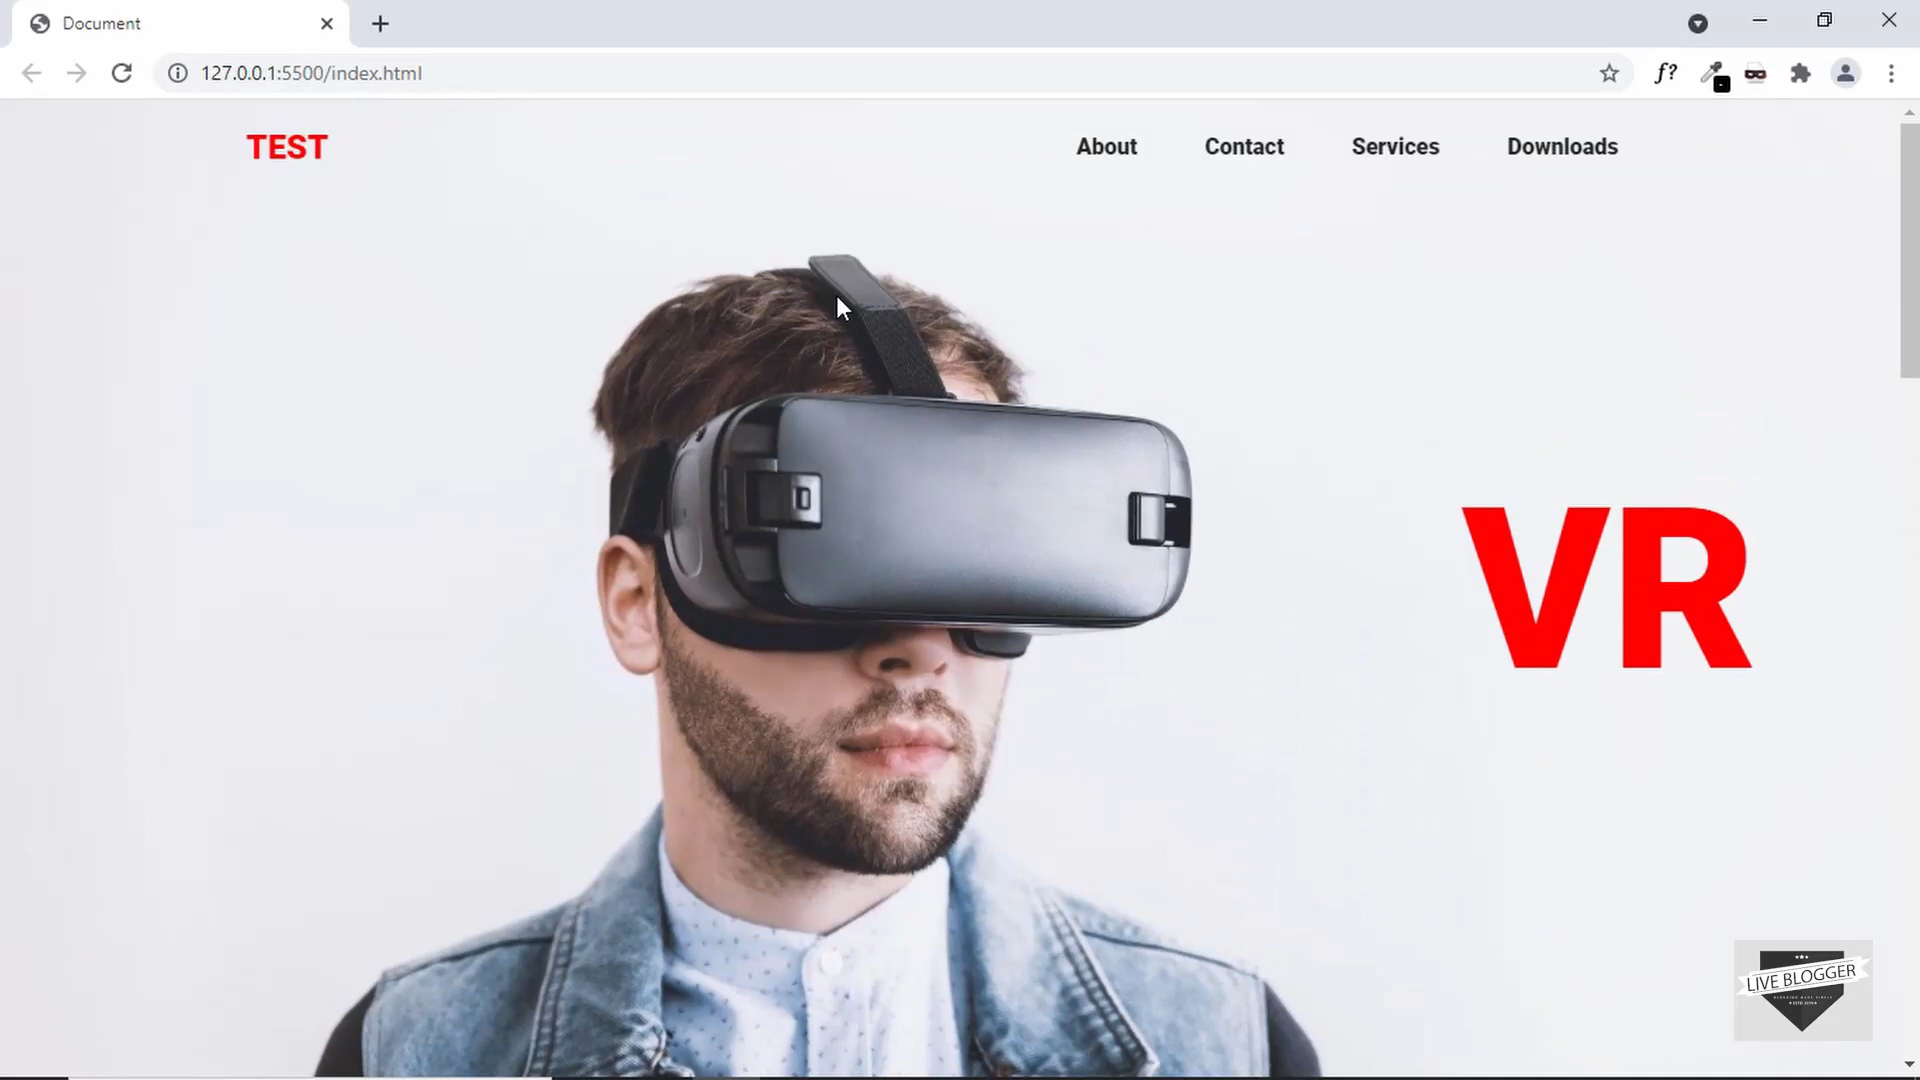 Document
127.0.0.1:5500/index.html
f?
TEST
About
Contact
Services
Downloads
VR
LIVE BLOGGER